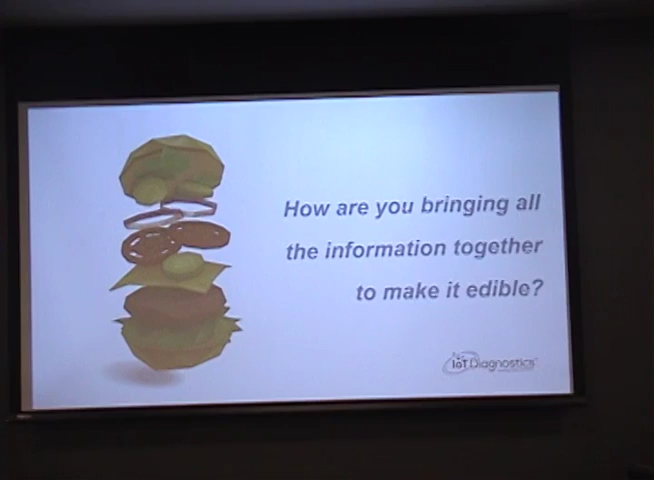 How are you bringing all
the information together
to make it edible?
IoT Diagnostics